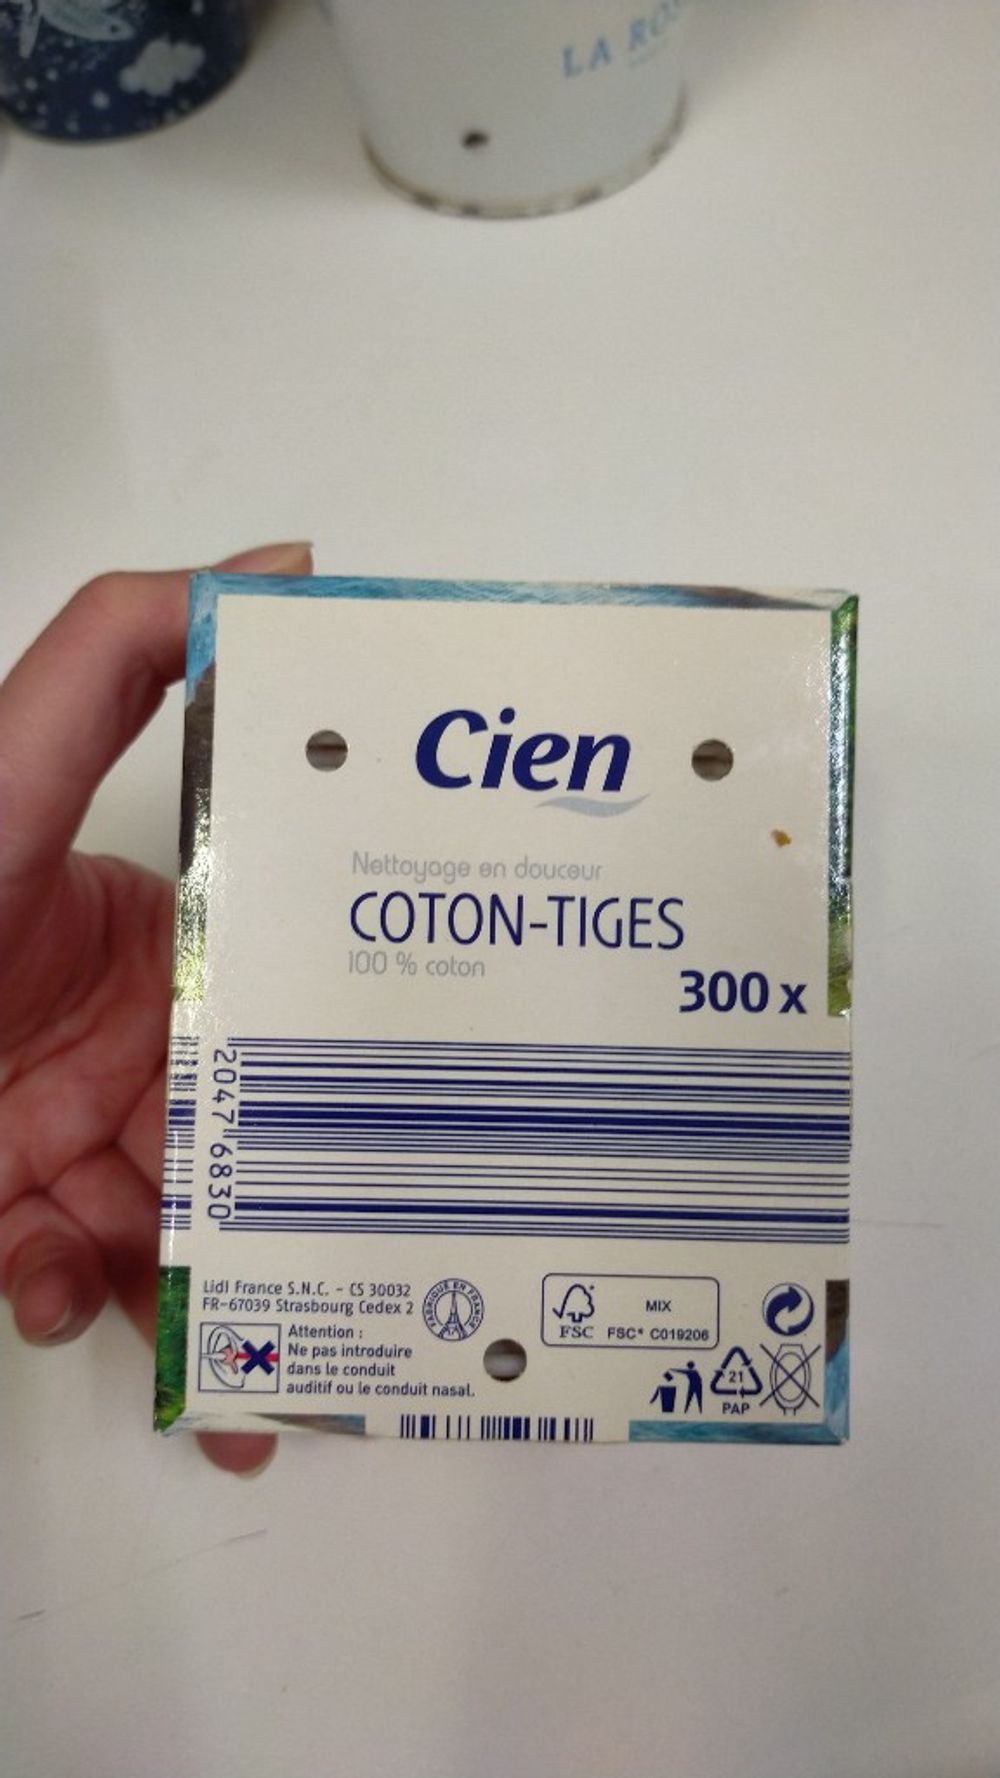 LA
Cien
Nettoyage en douceur
COTON-TIGES
100 % coton
300 x
2047 6830
Lidl France S.N.C. - CS 30032
FR-67039 Strasbourg Cedex 2
FABRIQUÉ EN FRANCE
Attention :
Ne pas introduire
dans le conduit
auditif ou le conduit nasal.
FSC
MIX
FSC® C019206
21
PAP